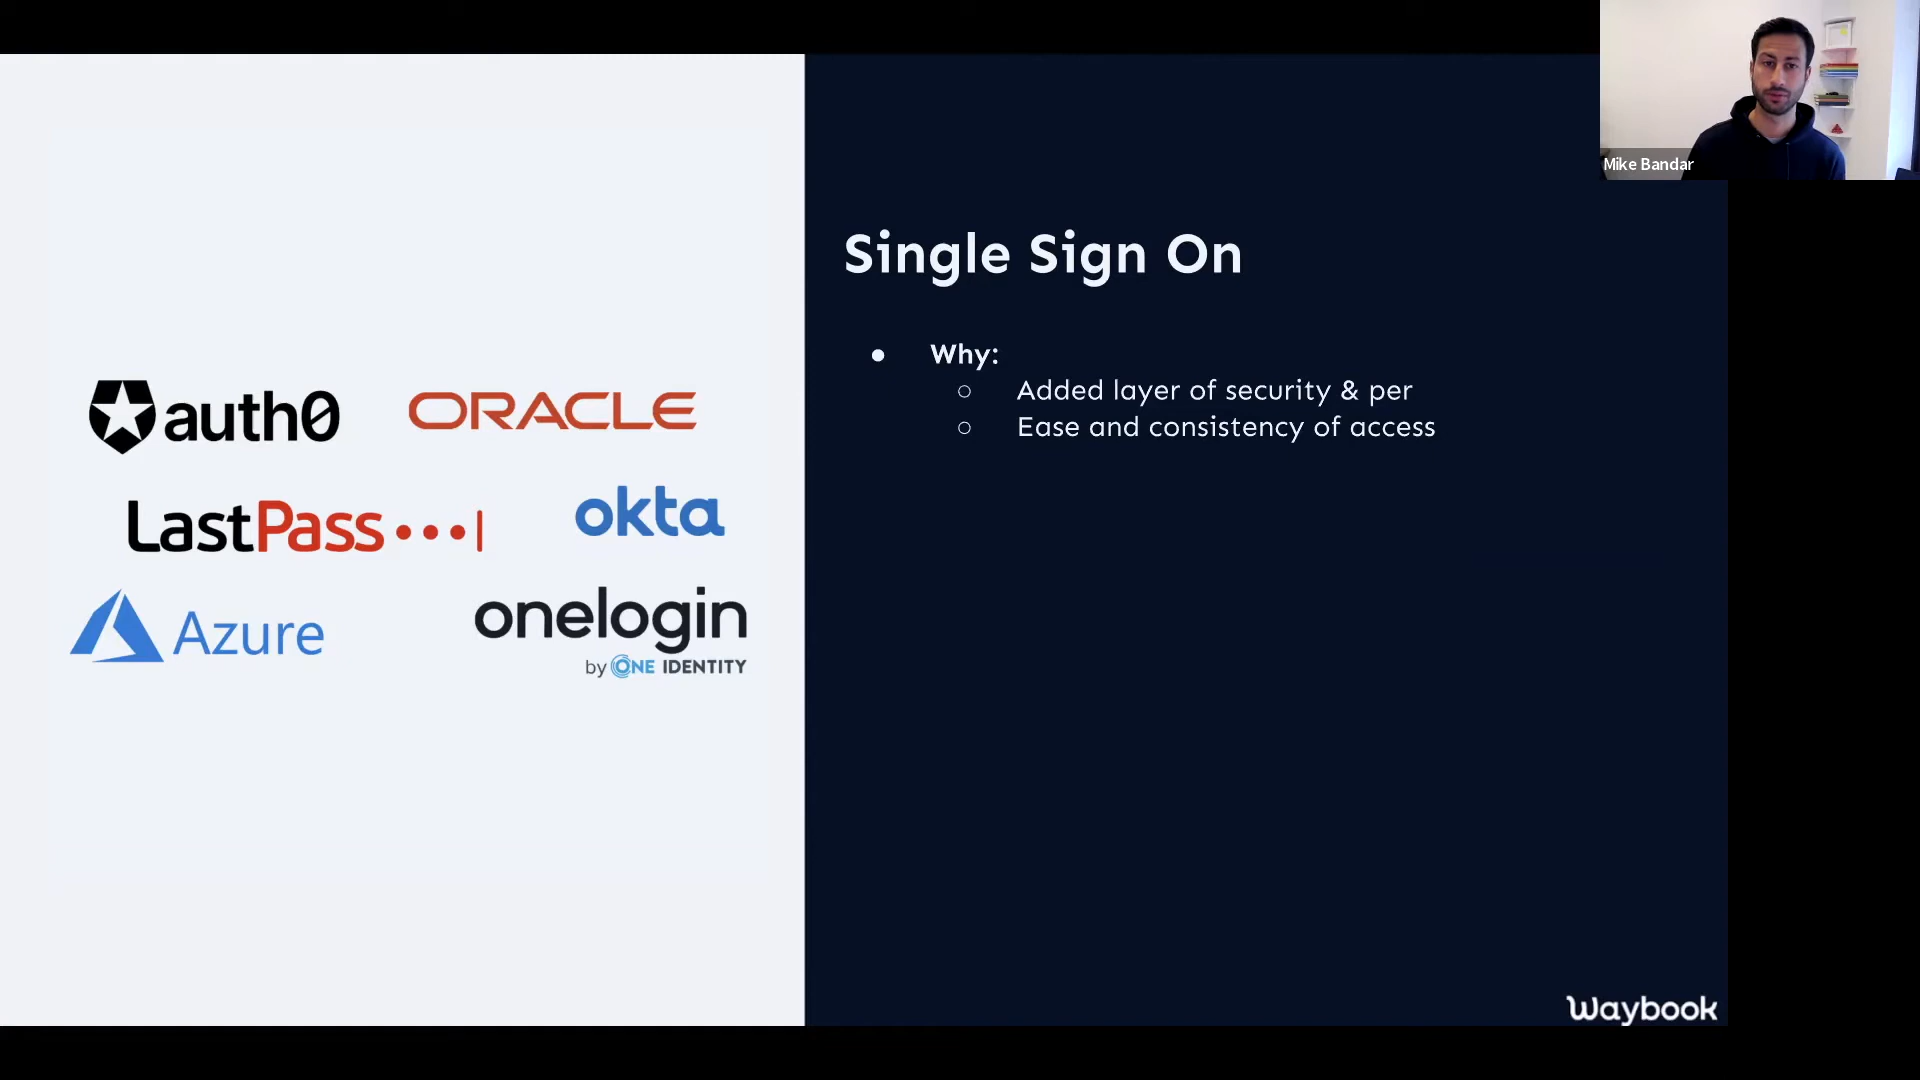 Mike Bandar
auth0
ORACLE
LastPass
okta
Azure
onelogin
by ONE IDENTITY
Single Sign On
Why:
Added layer of security & per
Ease and consistency of access
Waybook